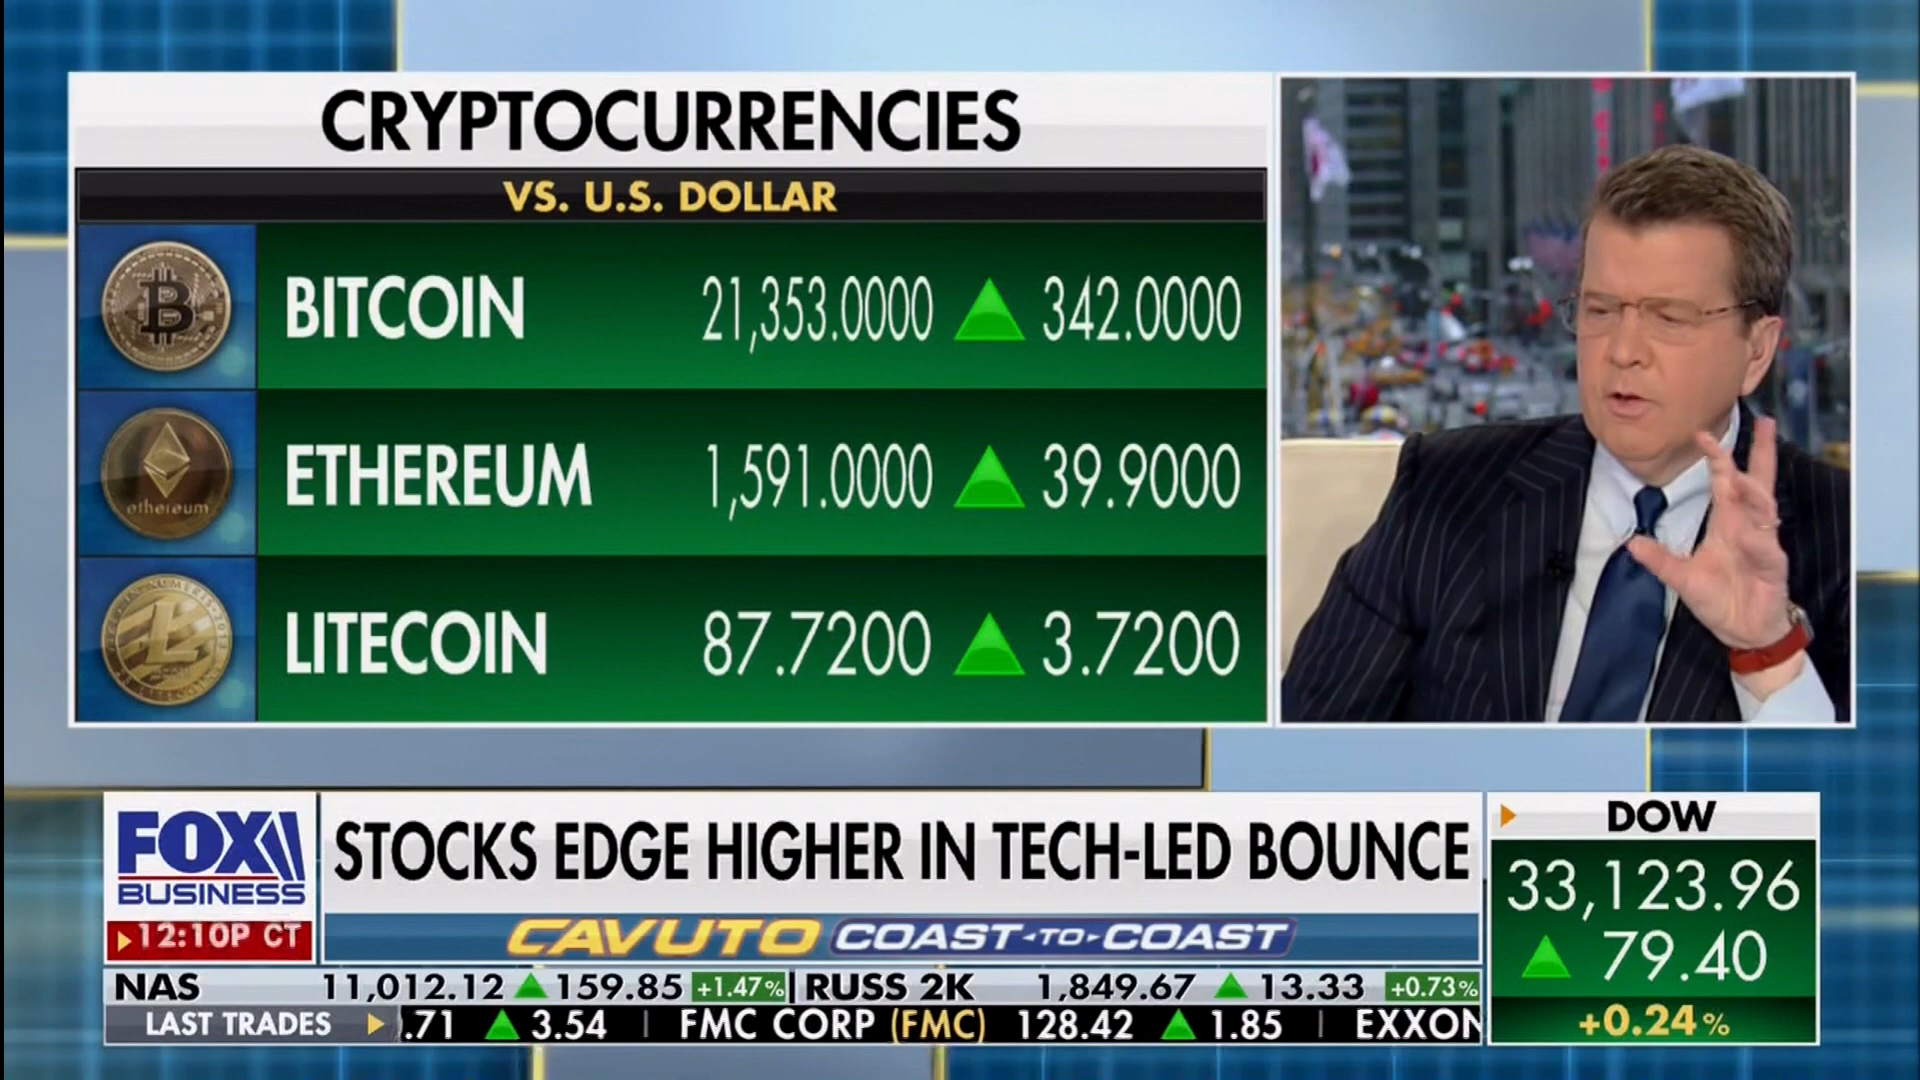 CRYPTOCURRENCIES
VS. U.S. DOLLAR
BITCOIN 21,353.0000 ▲ 342.0000
ethereum
ETHEREUM 1,591.0000 ▲ 39.9000
LITECOIN 87.7200 ▲ 3.7200
FOX
BUSINESS
12:10P CT
STOCKS EDGE HIGHER IN TECH-LED BOUNCE
CAVUTO COAST-TO-COAST
DOW
33,123.96
▲ 79.40
+0.24%
NAS 11,012.12 ▲ 159.85 +1.47% RUSS 2K 1,849.67 ▲ 13.33 +0.73%
LAST TRADES .71 ▲ 3.54 | FMC CORP (FMC) 128.42 ▲ 1.85 | EXXON